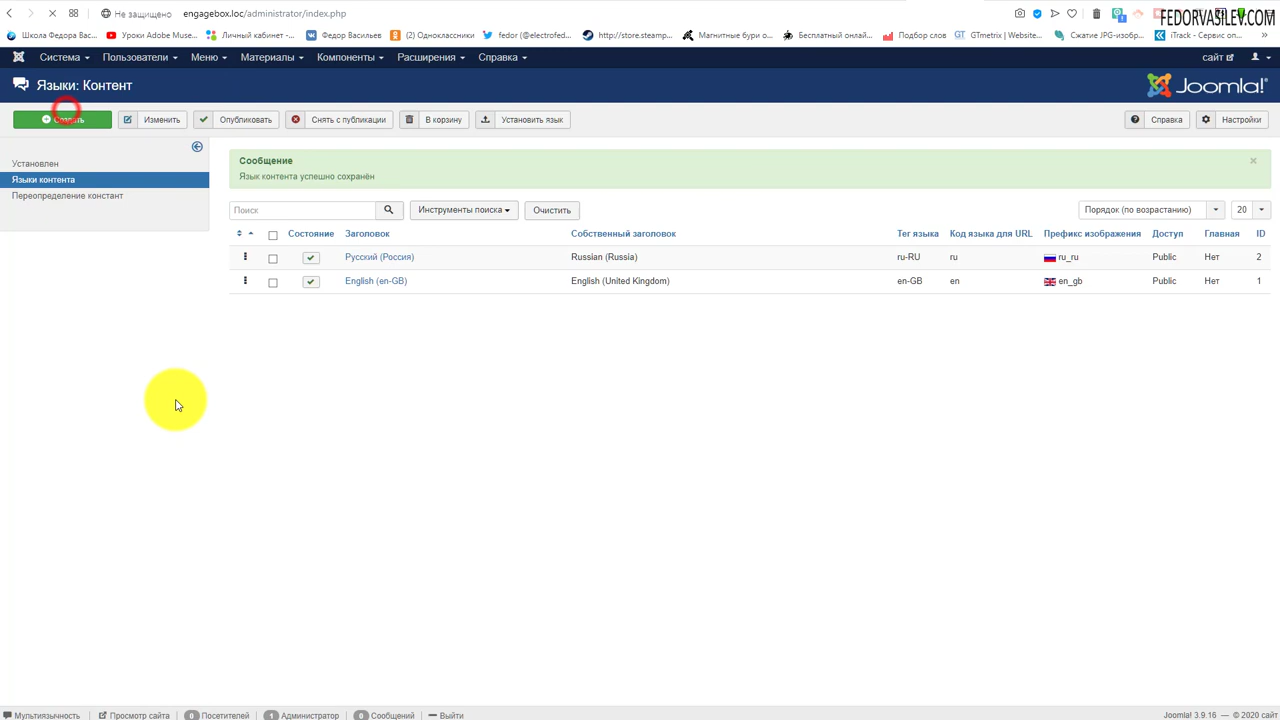 Не защищено engagebox.loc/administrator/index.php
FEDORVASILEV.COM
Школа Федора Вас... Уроки Adobe Muse... Личный кабинет -... Федор Васильев (2) Одноклассники fedor (@electrofed... http://store.steamp... Магнитные бури о... Бесплатный онлай... Подбор слов GTmetrix | Website... Сжатие JPG-изобр... iTrack - Сервис оп...
Система Пользователи Меню Материалы Компоненты Расширения Справка сайт
Языки: Контент
Joomla!
Создать Изменить Опубликовать Снять с публикации В корзину Установить язык Справка Настройки
Установлен
Языки контента
Переопределение констант
Сообщение
Язык контента успешно сохранён
Поиск Инструменты поиска Очистить Порядок (по возрастанию) 20
Состояние Заголовок Собственный заголовок Тег языка Код языка для URL Префикс изображения Доступ Главная ID
Русский (Россия) Russian (Russia) ru-RU ru ru_ru Public Нет 2
English (en-GB) English (United Kingdom) en-GB en en_gb Public Нет 1
Мультиязычность Просмотр сайта 0 Посетителей 1 Администратор 0 Сообщений Выйти Joomla! 3.9.16 — © 2020 сайт